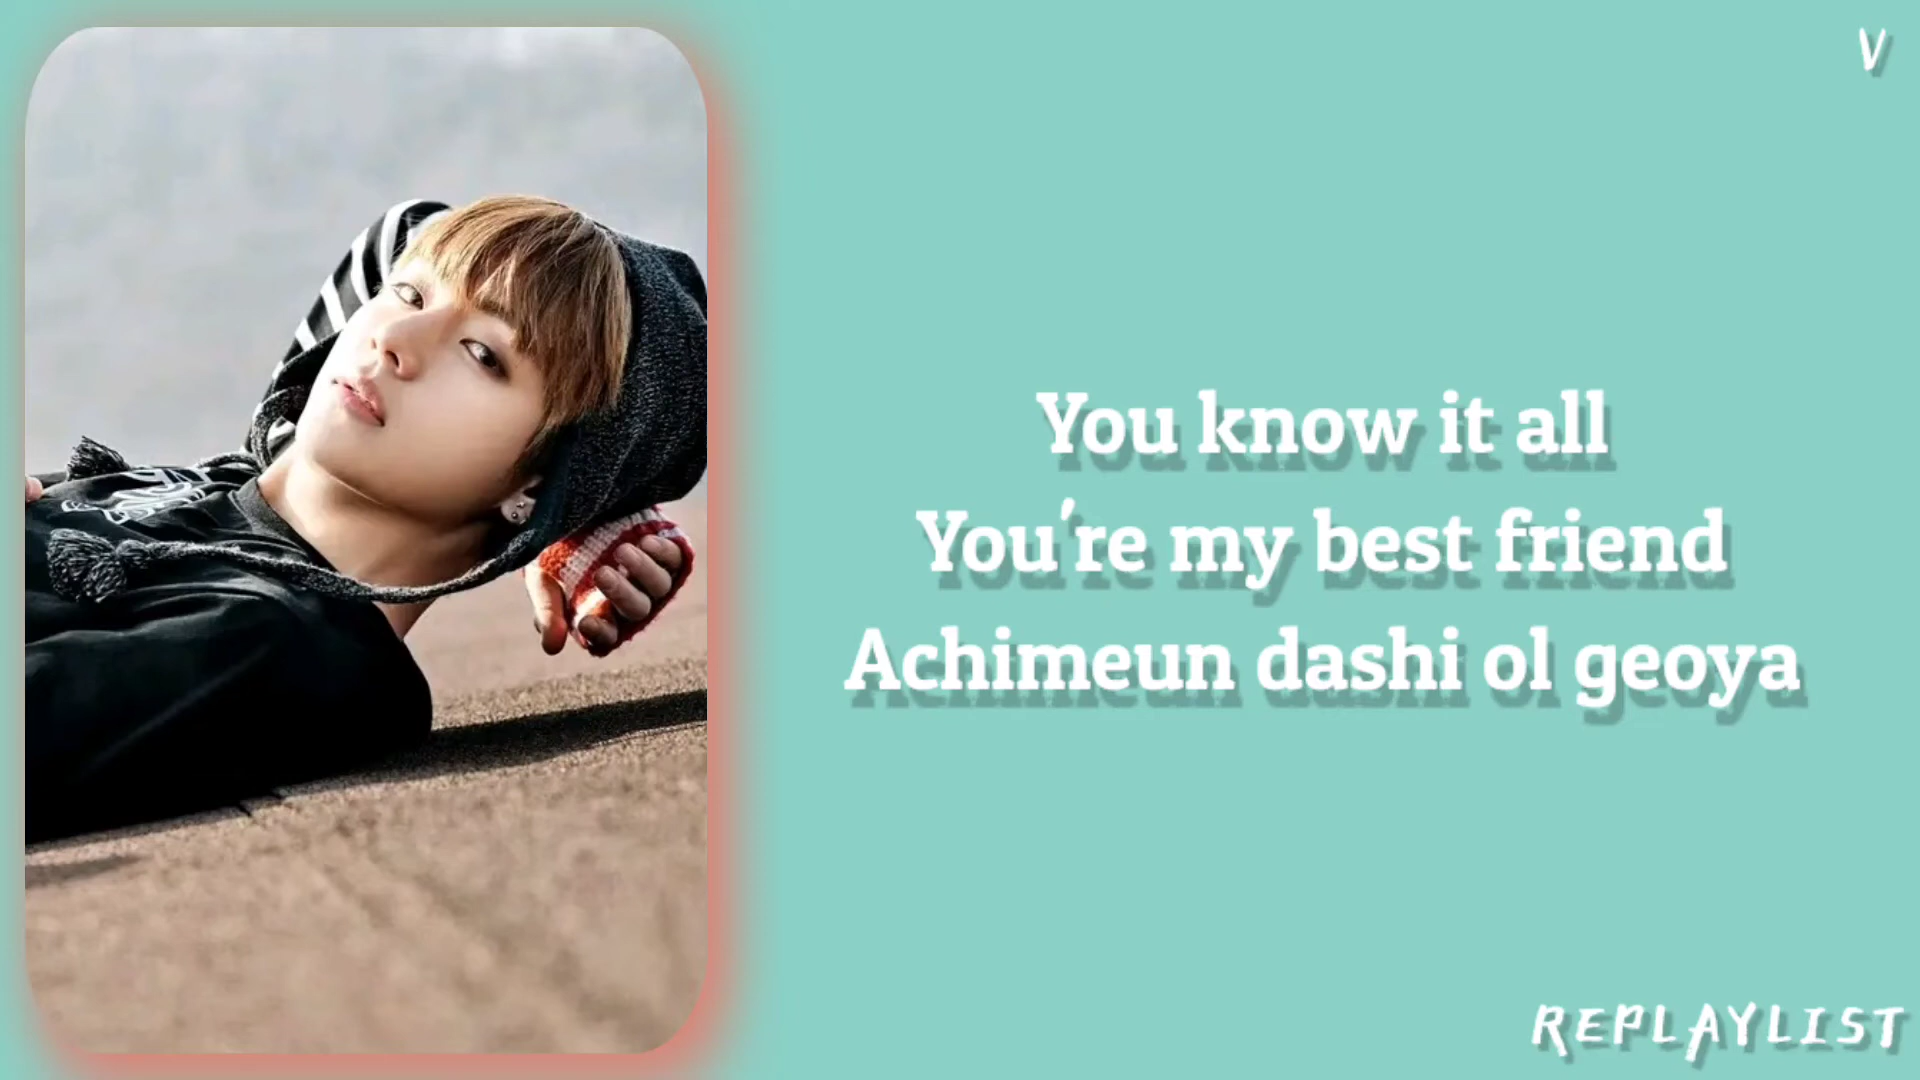 V
You know it all
You're my best friend
Achimeun dashi ol geoya
REPLAYLIST